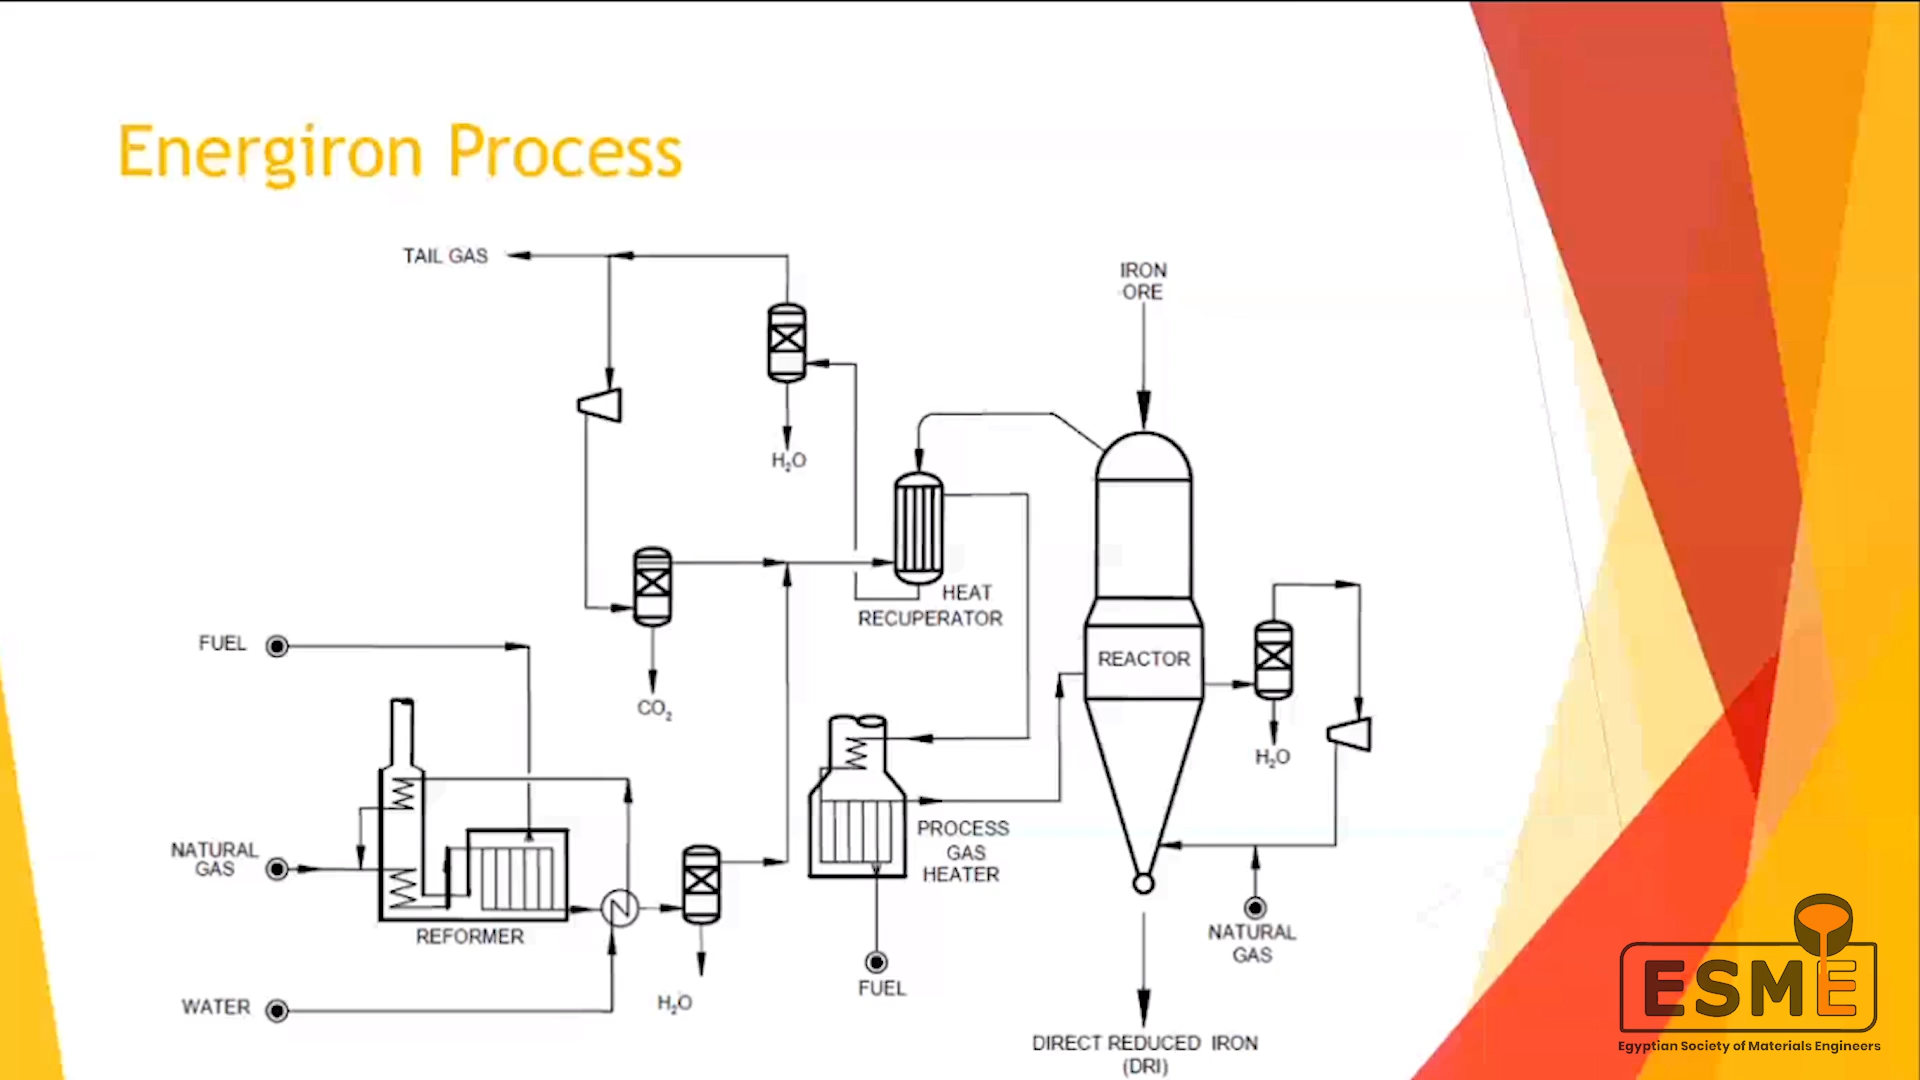 Energiron Process
TAIL GAS
IRON
ORE
H₂O
HEAT
RECUPERATOR
FUEL
REACTOR
CO₂
H₂O
NATURAL
GAS
PROCESS
GAS
HEATER
REFORMER
NATURAL
GAS
FUEL
WATER
H₂O
DIRECT REDUCED IRON
(DRI)
ESME
Egyptian Society of Materials Engineers